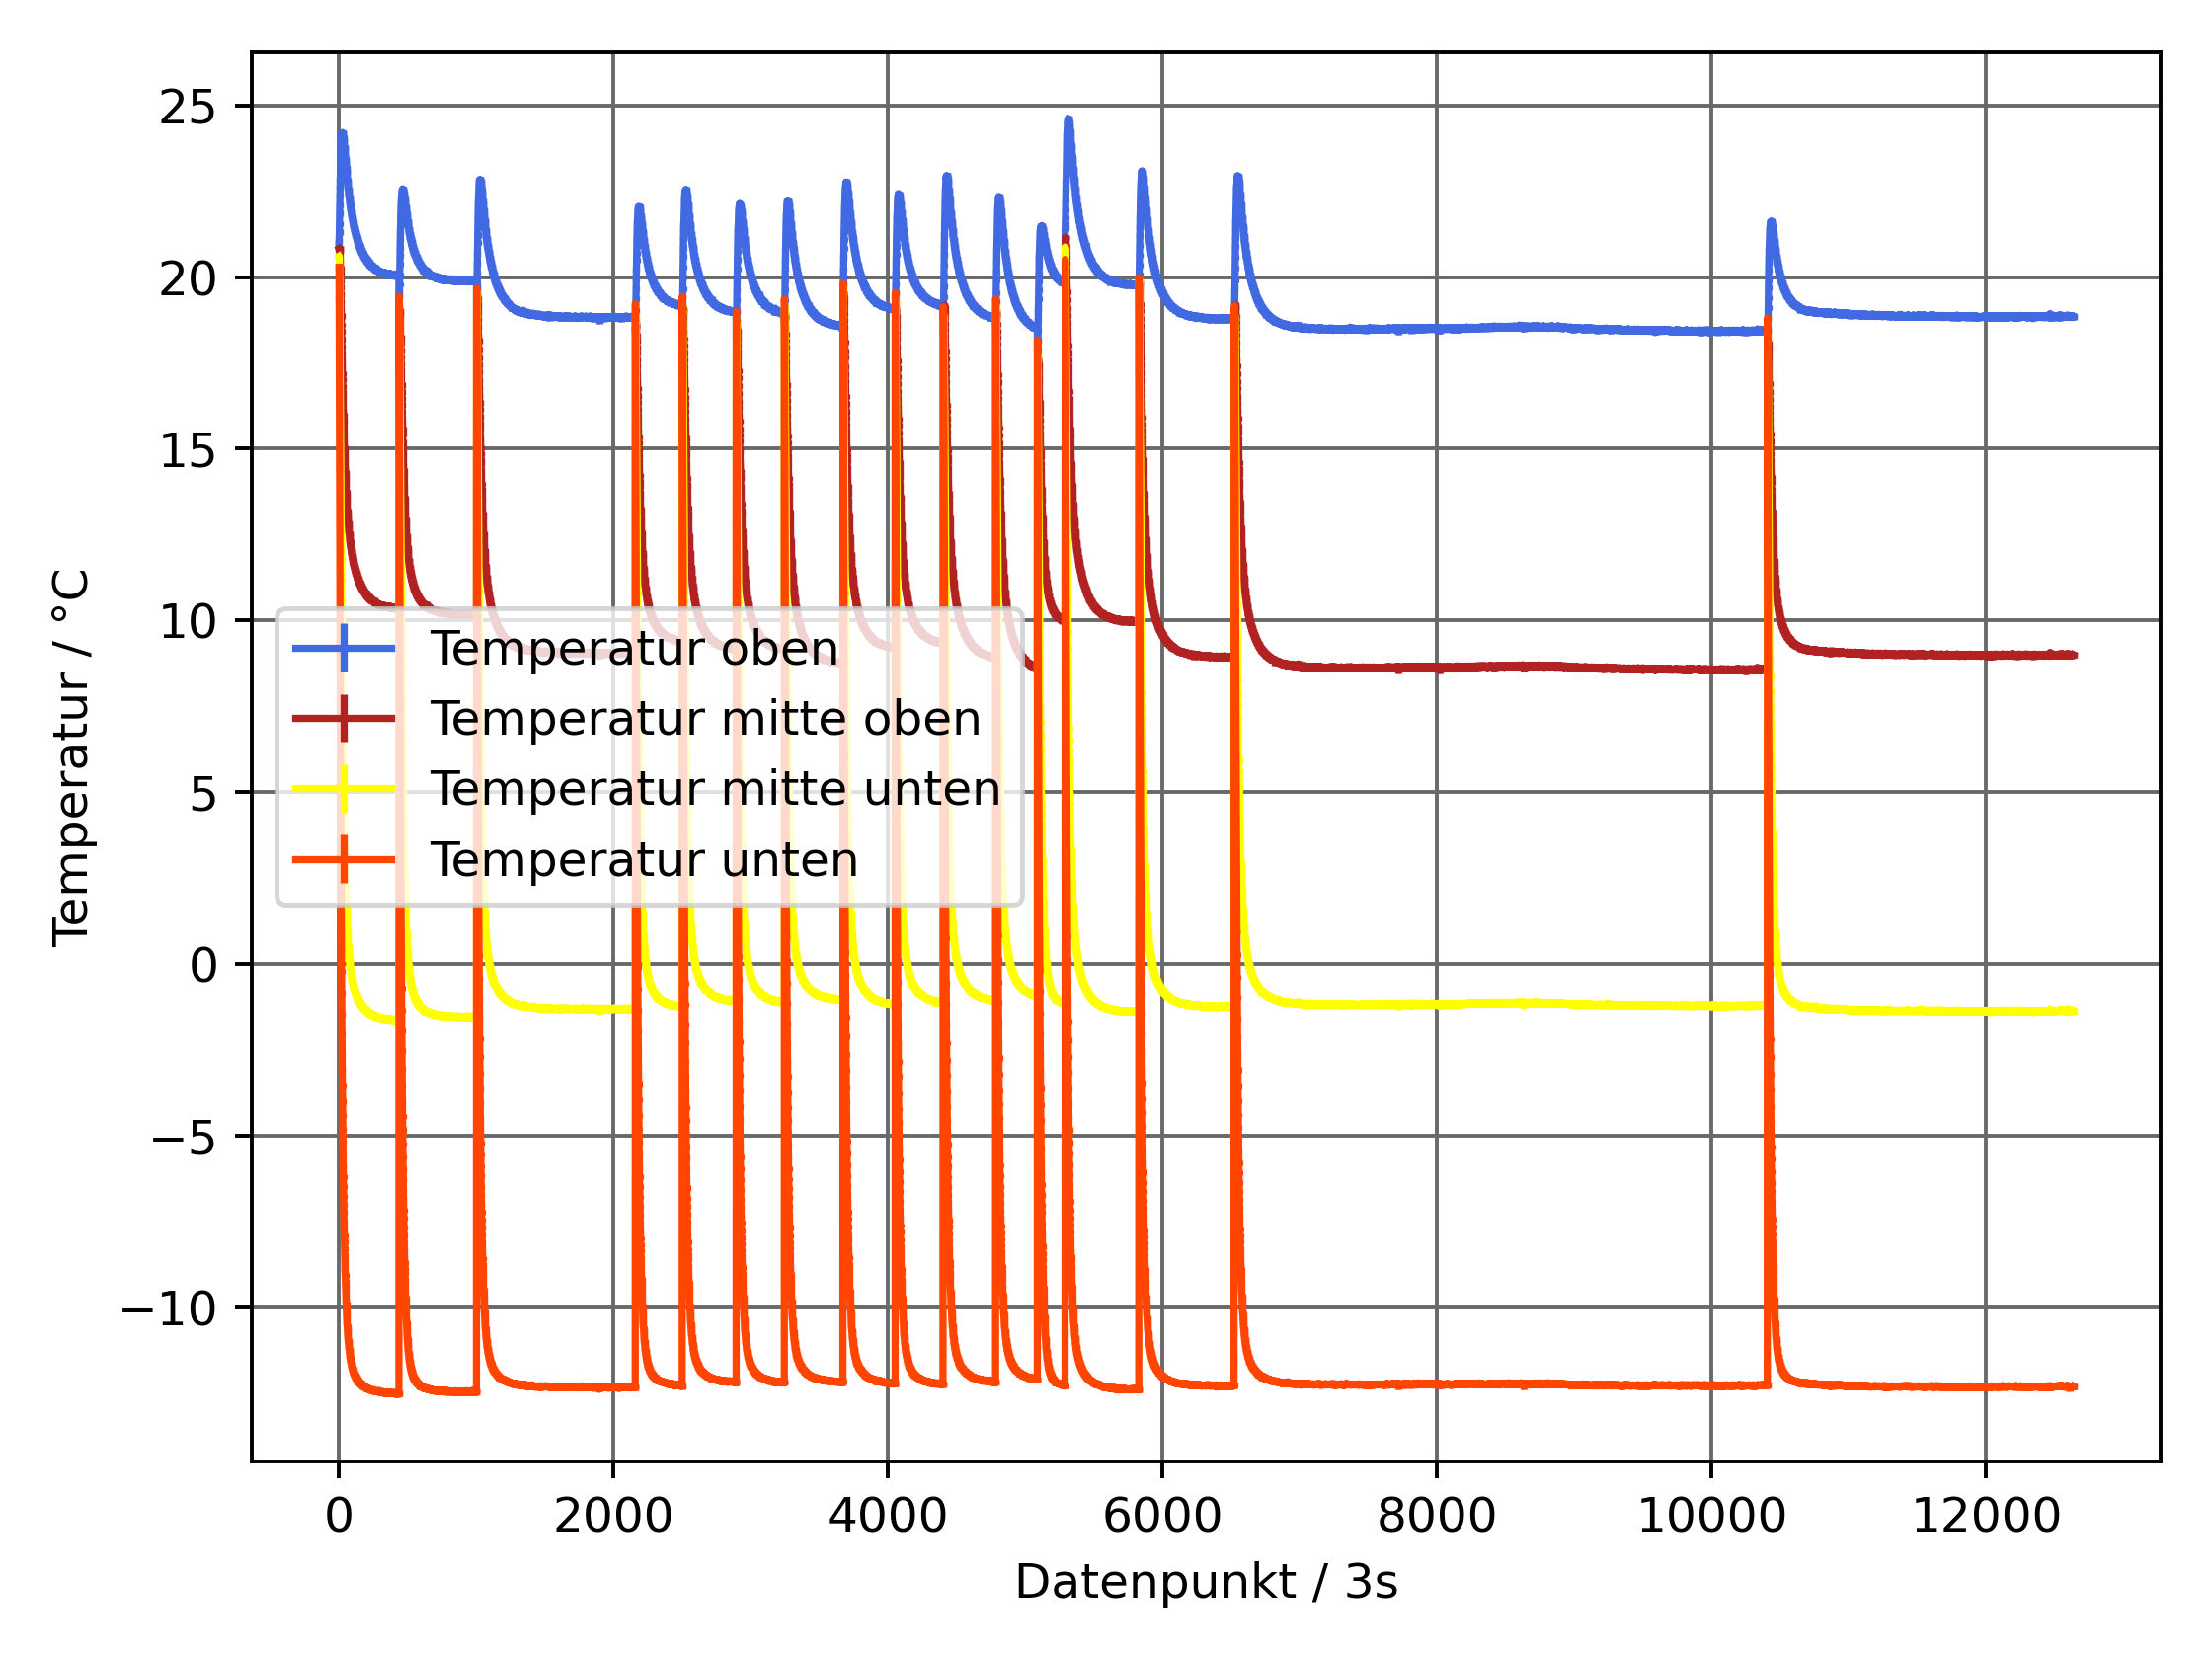 25
20
15
10
5
0
−5
−10
Temperatur / °C
Temperatur oben
Temperatur mitte oben
Temperatur mitte unten
Temperatur unten
0 2000 4000 6000 8000 10000 12000
Datenpunkt / 3s